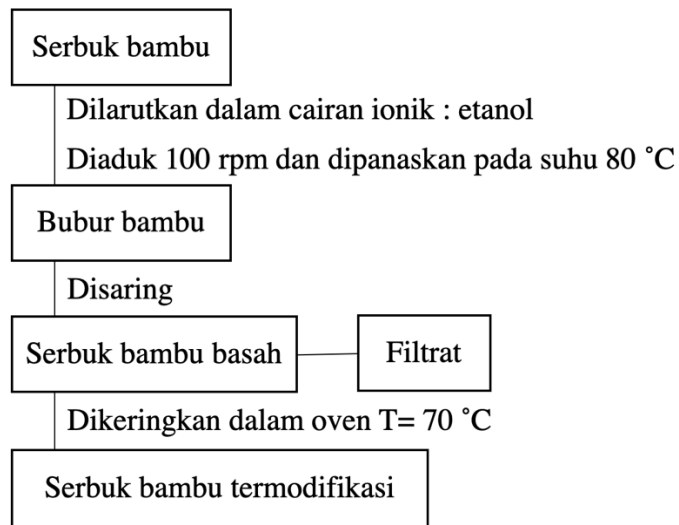 Serbuk bambu
Dilarutkan dalam cairan ionik : etanol
Diaduk 100 rpm dan dipanaskan pada suhu 80 ˚C
Bubur bambu
Disaring
Serbuk bambu basah
Filtrat
Dikeringkan dalam oven T= 70 ˚C
Serbuk bambu termodifikasi